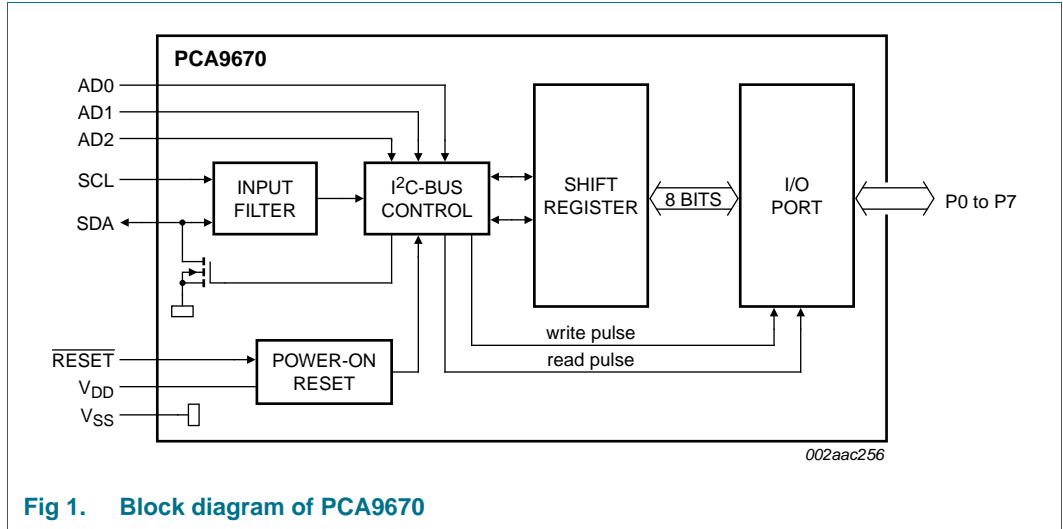 PCA9670
AD0
AD1
AD2
SCL
SDA
INPUT
FILTER
I²C-BUS
CONTROL
SHIFT
REGISTER
8 BITS
I/O
PORT
P0 to P7
write pulse
read pulse
RESET
VDD
VSS
POWER-ON
RESET
002aac256
Fig 1. Block diagram of PCA9670